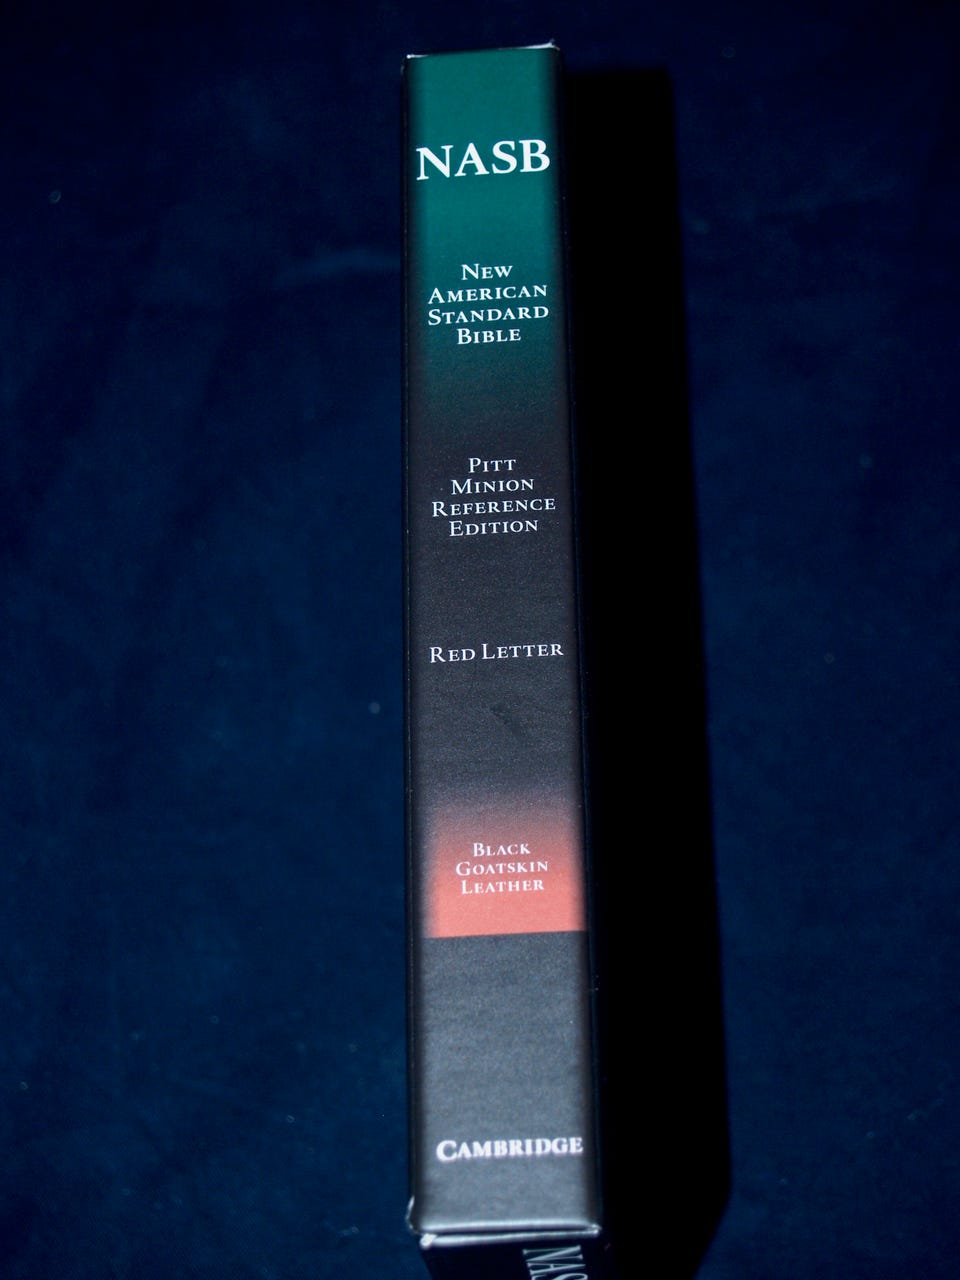 NASB
New
American
Standard
Bible
Pitt
Minion
Reference
Edition
Red Letter
Black
Goatskin
Leather
Cambridge